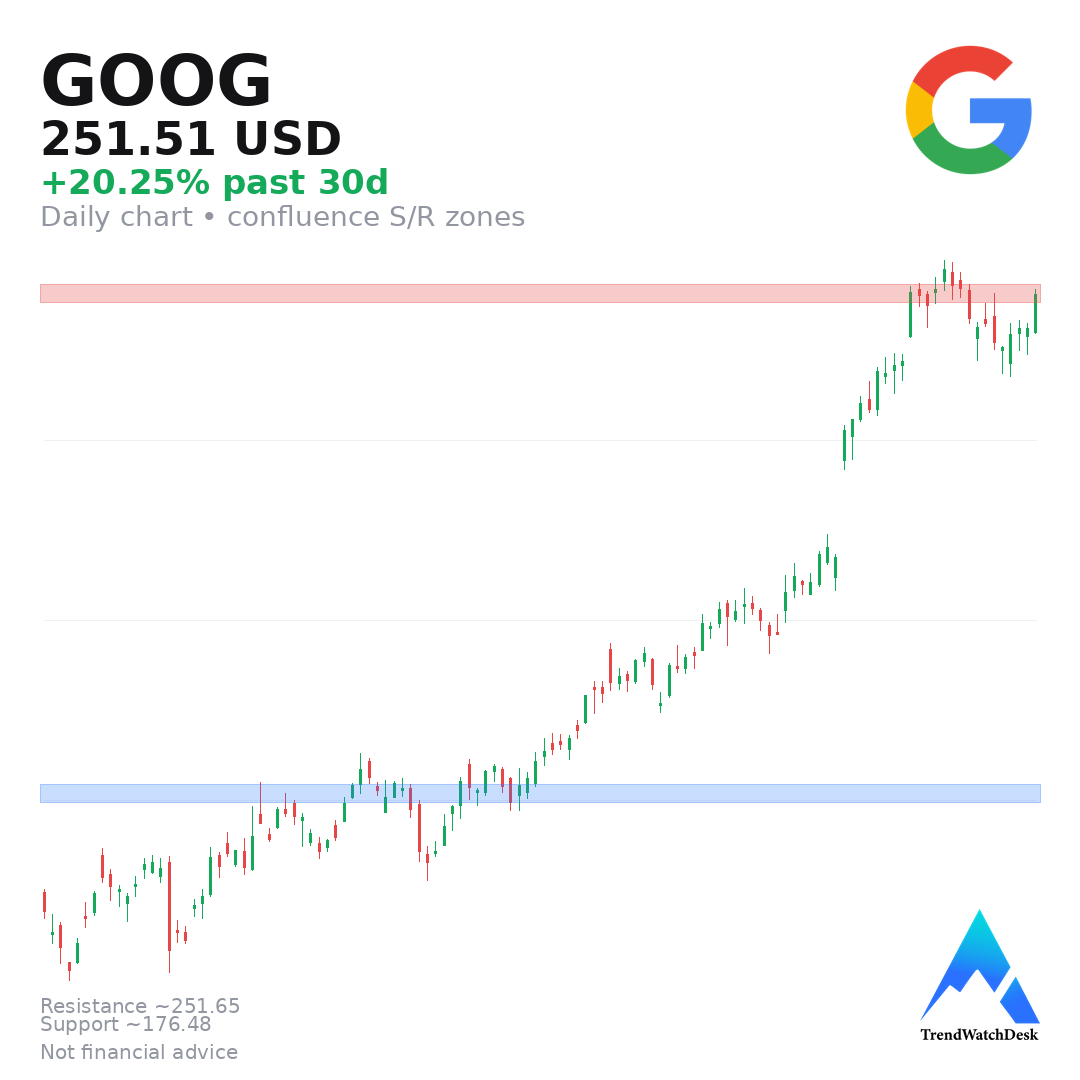 GOOG
251.51 USD
+20.25% past 30d
Daily chart • confluence S/R zones
Resistance ~251.65
Support ~176.48
Not financial advice
TrendWatchDesk